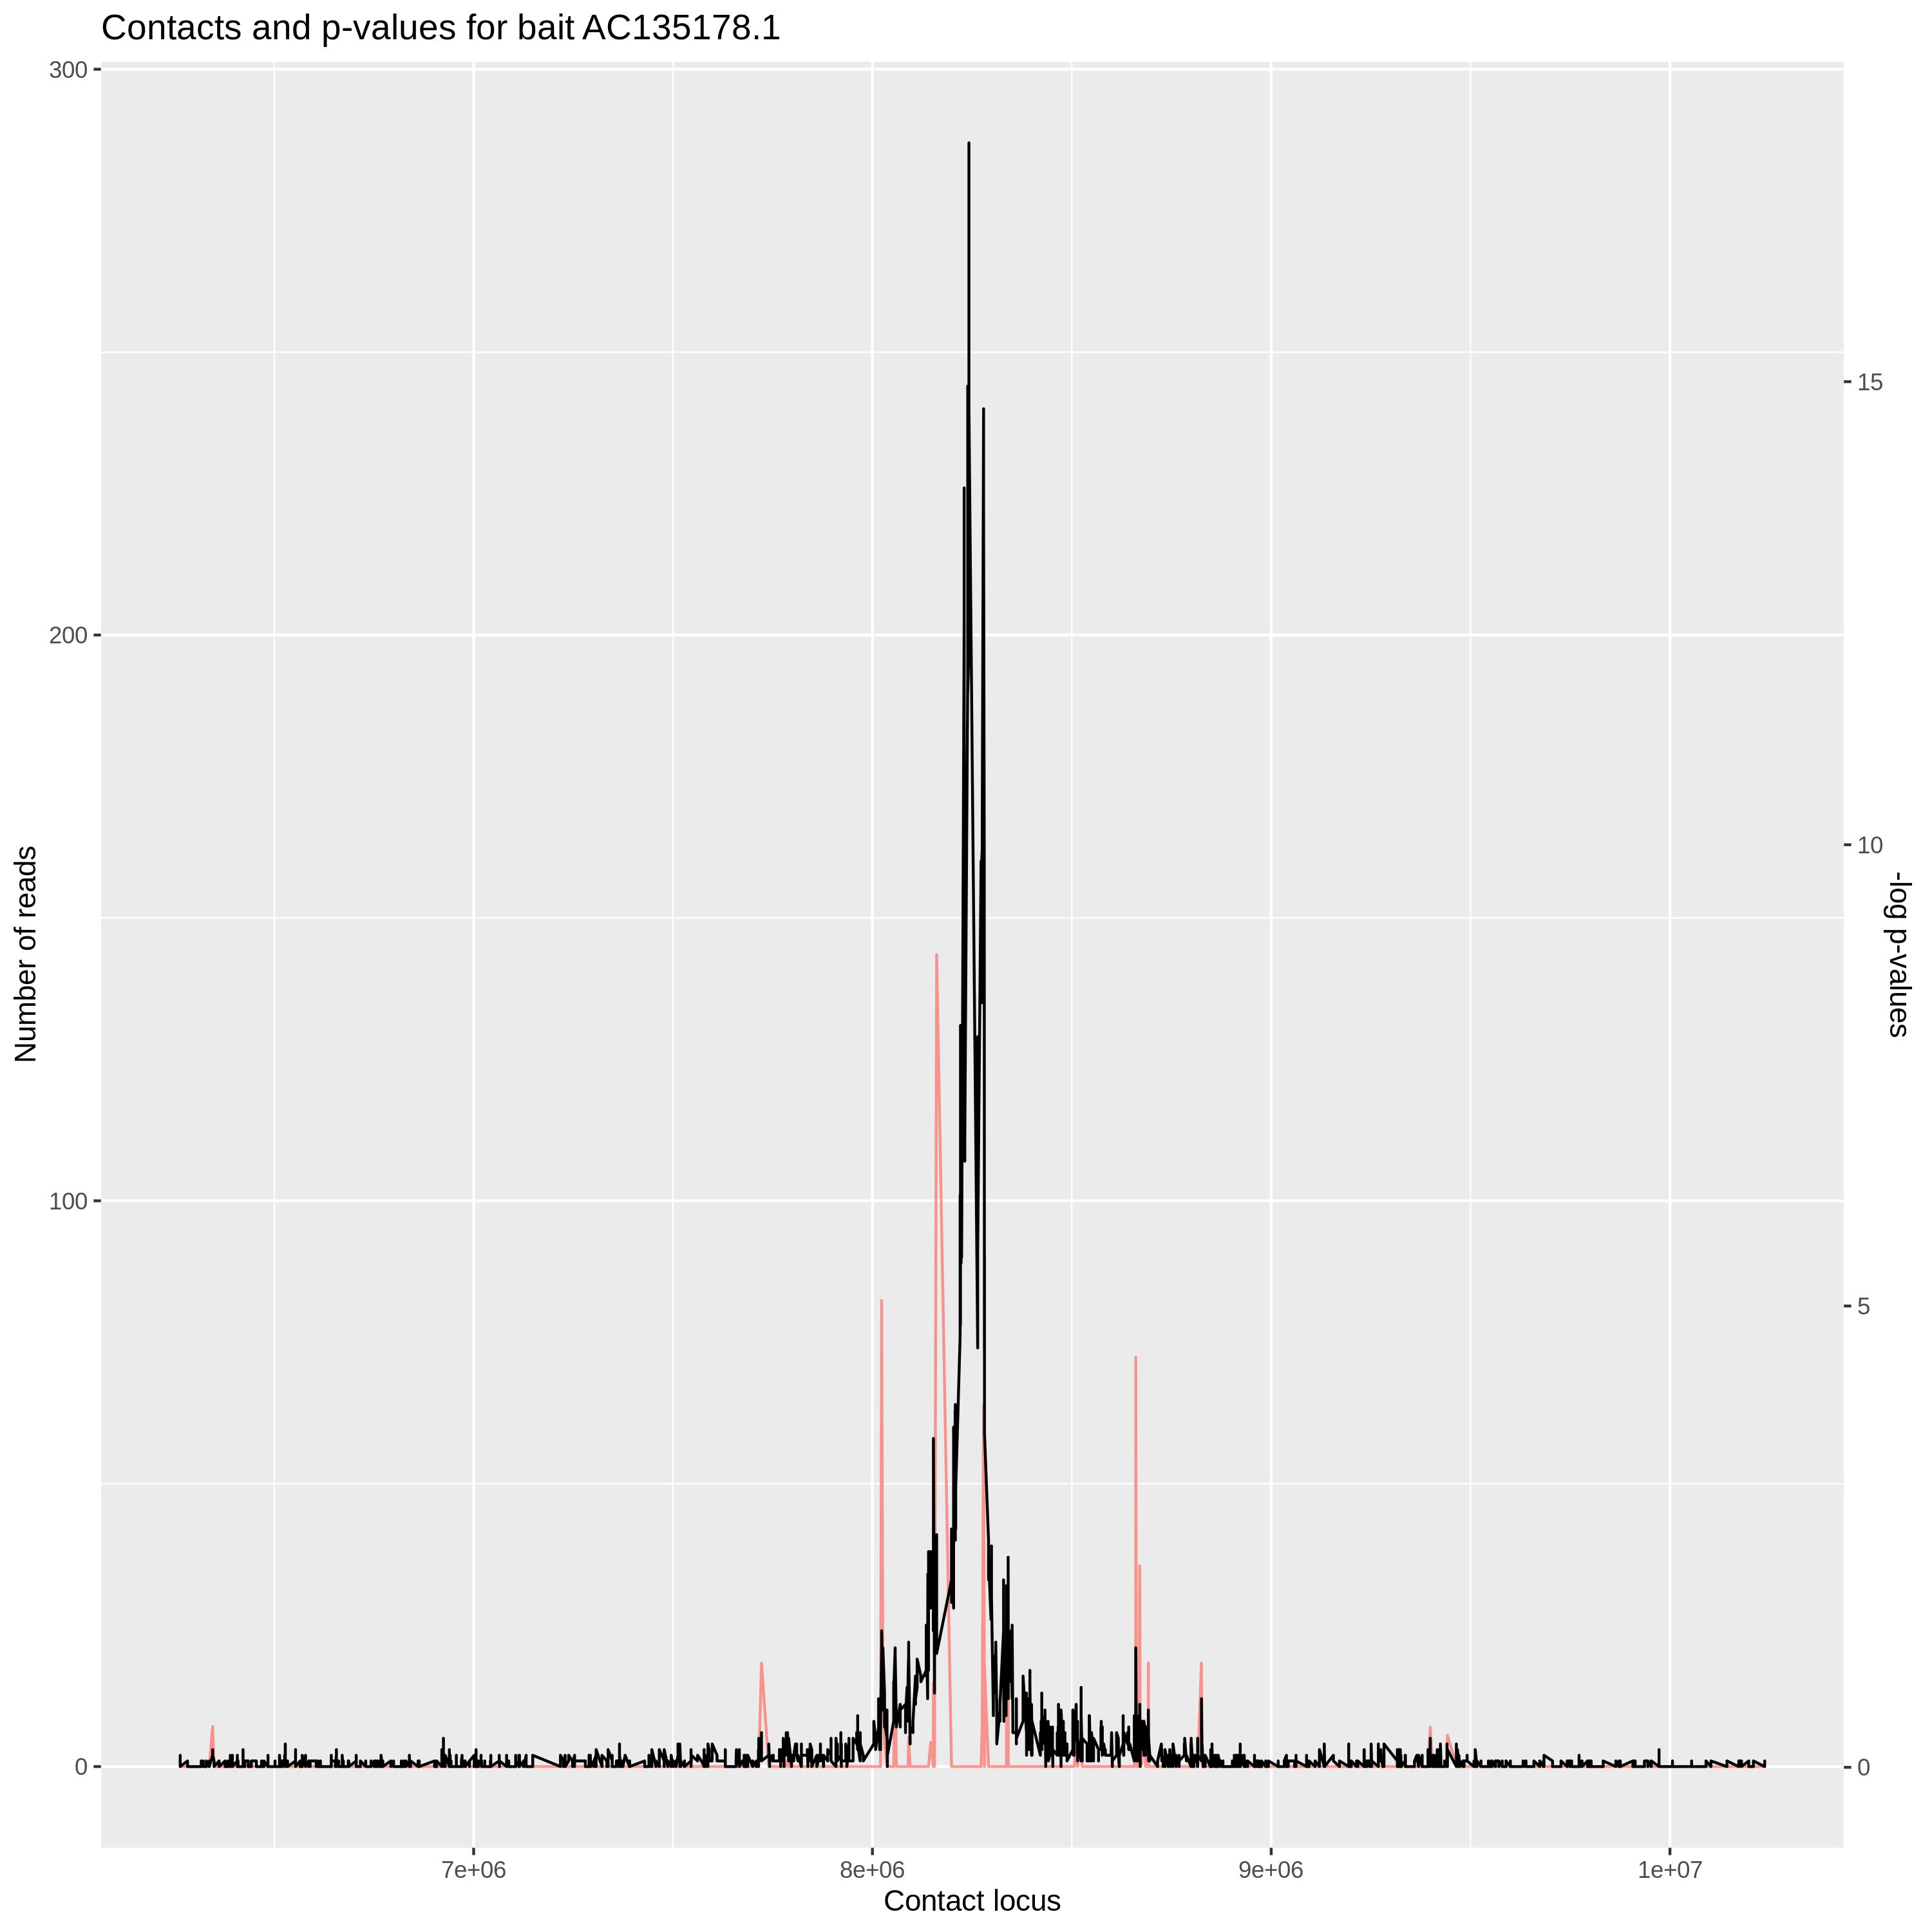 Contacts and p-values for bait AC135178.1
300
200
100
0
Number of reads
15
10
5
0
-log p-values
7e+06
8e+06
9e+06
1e+07
Contact locus